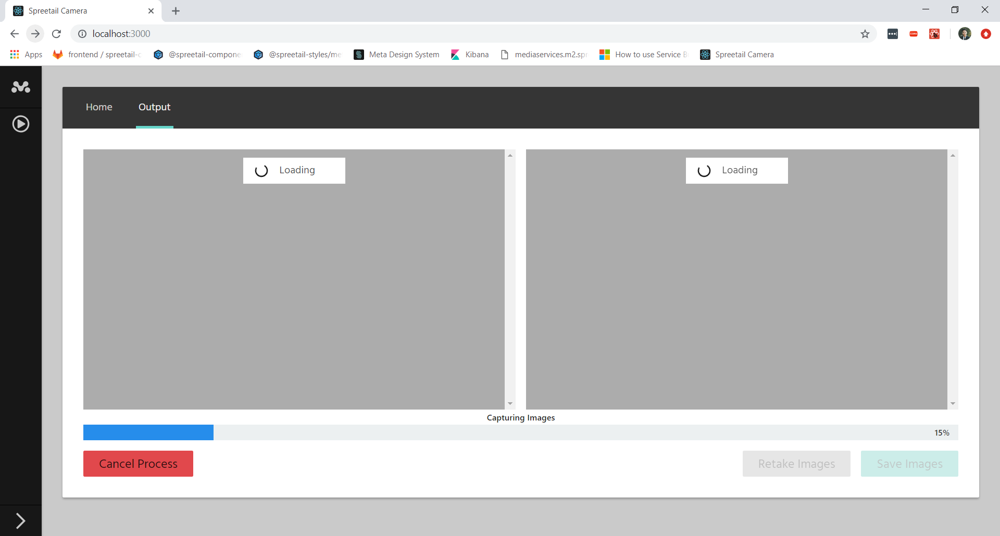 Spreetail Camera
localhost:3000
Apps
frontend / spreetail-c
@spreetail-compone
@spreetail-styles/me
Meta Design System
Kibana
mediaservices.m2.spr
How to use Service B
Spreetail Camera
Home
Output
Loading
Loading
Capturing Images
15%
Cancel Process
Retake Images
Save Images